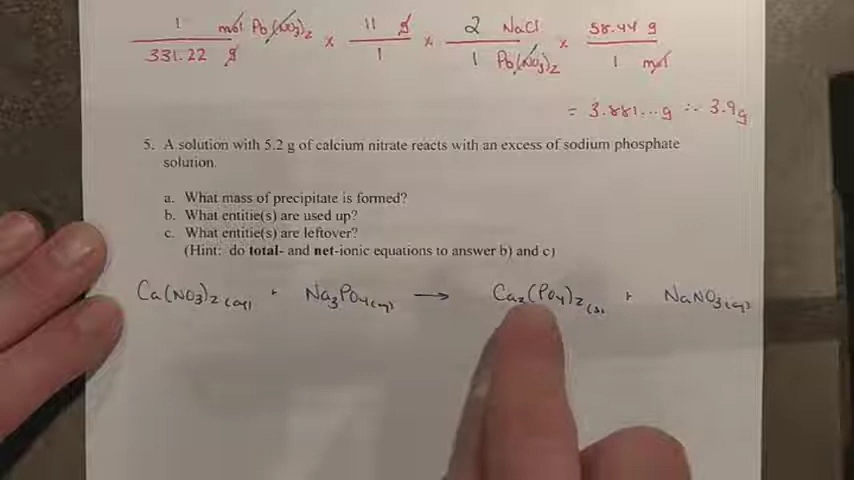 1 mol Pb(NO3)2 × 11 g × 2 NaCl × 58.44 g
331.22 g 1 1 Pb(NO3)2 1 mol
= 3.881...g ∴ 3.9g
5. A solution with 5.2 g of calcium nitrate reacts with an excess of sodium phosphate
solution.
a. What mass of precipitate is formed?
b. What entitie(s) are used up?
c. What entitie(s) are leftover?
(Hint: do total- and net-ionic equations to answer b) and c)
Ca(NO3)2(aq) + Na3PO4(aq) → Ca3(PO4)2(s) + NaNO3(aq)